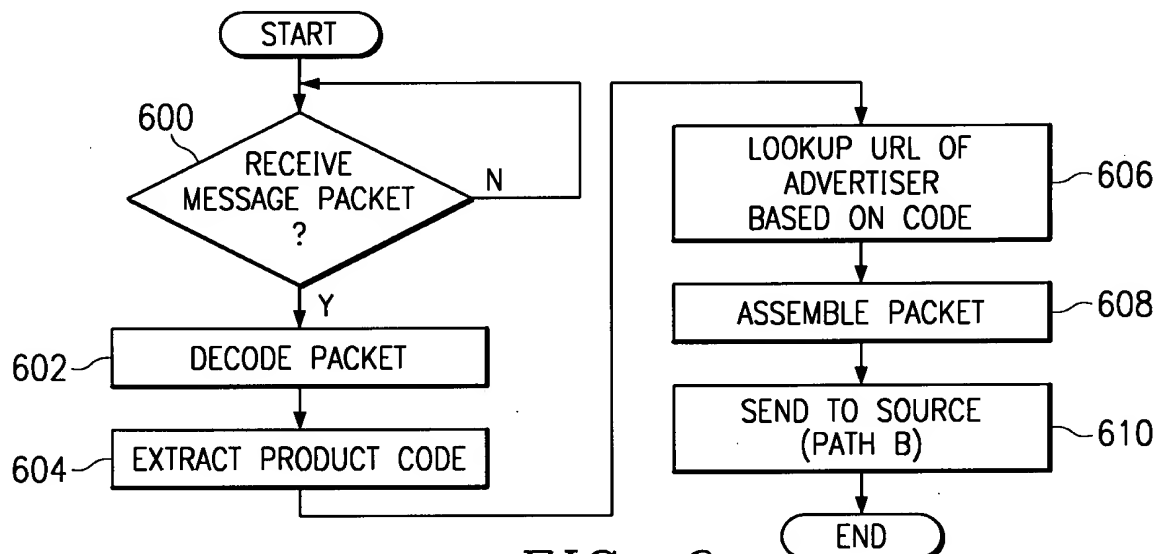 START
600
RECEIVE
MESSAGE PACKET
?
N
Y
602
DECODE PACKET
604
EXTRACT PRODUCT CODE
LOOKUP URL OF
ADVERTISER
BASED ON CODE
606
ASSEMBLE PACKET
608
SEND TO SOURCE
(PATH B)
610
END